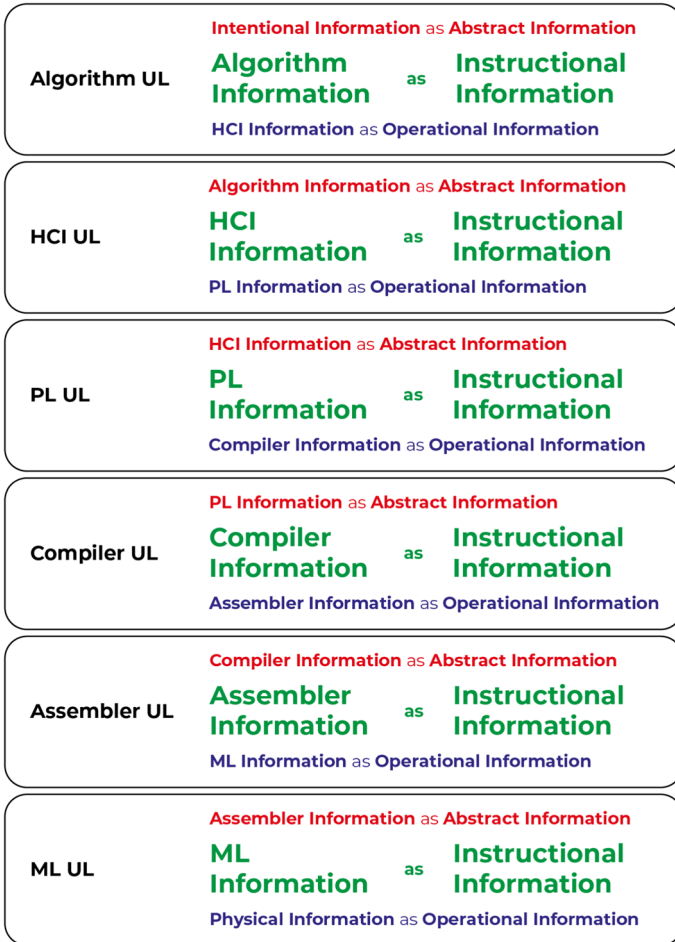 Intentional Information as Abstract Information
Algorithm UL
Algorithm as Instructional
Information Information
HCI Information as Operational Information
Algorithm Information as Abstract Information
HCI UL
HCI as Instructional
Information Information
PL Information as Operational Information
HCI Information as Abstract Information
PL UL
PL as Instructional
Information Information
Compiler Information as Operational Information
PL Information as Abstract Information
Compiler UL
Compiler as Instructional
Information Information
Assembler Information as Operational Information
Compiler Information as Abstract Information
Assembler UL
Assembler as Instructional
Information Information
ML Information as Operational Information
Assembler Information as Abstract Information
ML UL
ML as Instructional
Information Information
Physical Information as Operational Information